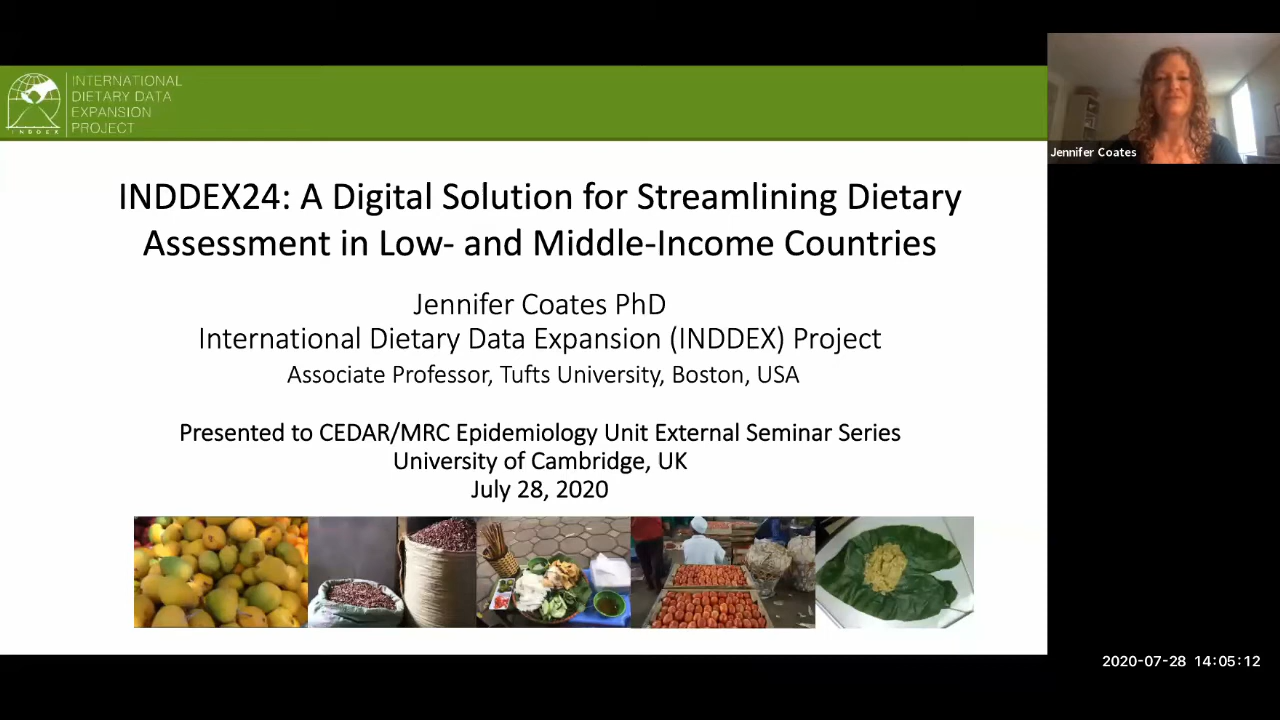 INTERNATIONAL
DIETARY DATA
EXPANSION
PROJECT
INDDEX
INDDEX24: A Digital Solution for Streamlining Dietary
Assessment in Low- and Middle-Income Countries
Jennifer Coates PhD
International Dietary Data Expansion (INDDEX) Project
Associate Professor, Tufts University, Boston, USA
Presented to CEDAR/MRC Epidemiology Unit External Seminar Series
University of Cambridge, UK
July 28, 2020
Jennifer Coates
2020-07-28 14:05:12